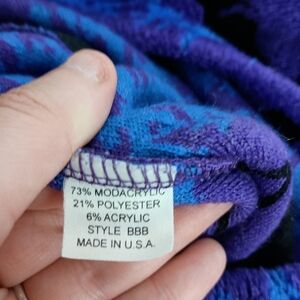 73% MODACRYLIC
21% POLYESTER
6% ACRYLIC
STYLE BBB
MADE IN U.S.A.